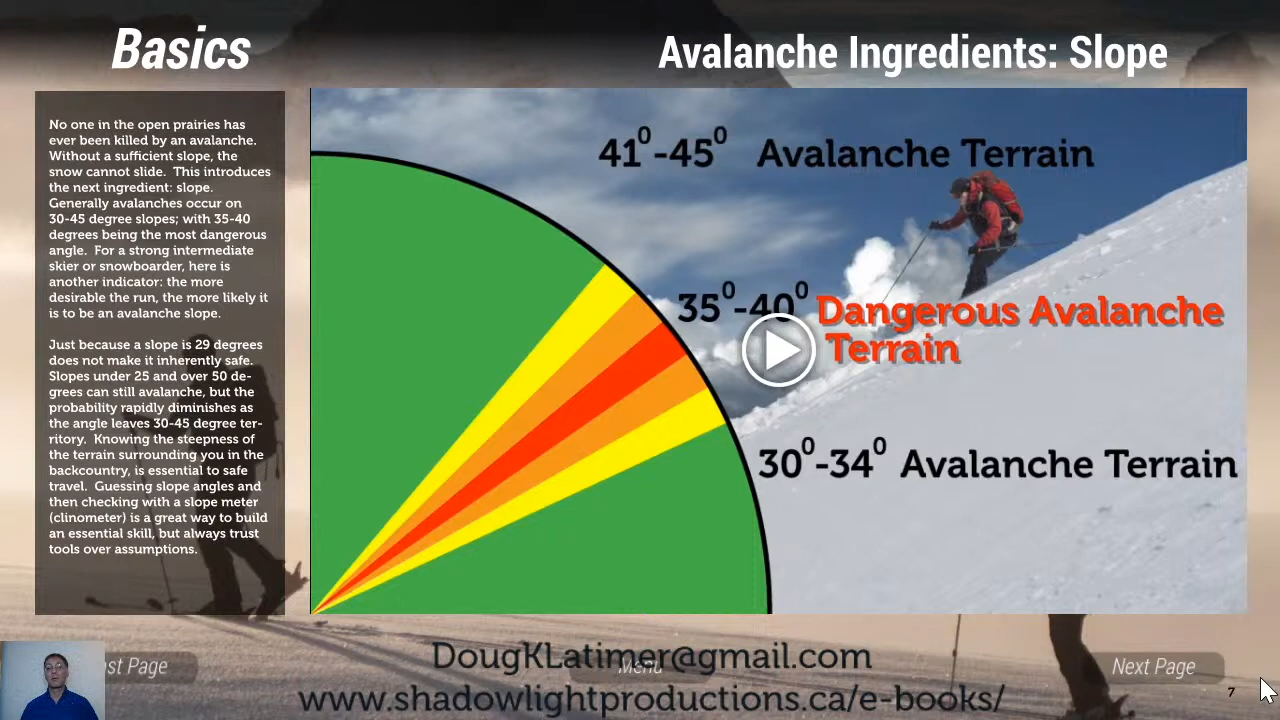 Basics
Avalanche Ingredients: Slope
No one in the open prairies has
ever been killed by an avalanche.
Without a sufficient slope, the
snow cannot slide. This introduces
the next ingredient: slope.
Generally avalanches occur on
30-45 degree slopes; with 35-40
degrees being the most dangerous
angle. For a strong intermediate
skier or snowboarder, here is
another indicator: the more
desirable the run, the more likely it
is to be an avalanche slope.
Just because a slope is 29 degrees
does not make it inherently safe.
Slopes under 25 and over 50 de-
grees can still avalanche, but the
probability rapidly diminishes as
the angle leaves 30-45 degree ter-
ritory. Knowing the steepness of
the terrain surrounding you in the
backcountry, is essential to safe
travel. Guessing slope angles and
then checking with a slope meter
(clinometer) is a great way to build
an essential skill, but always trust
tools over assumptions.
41⁰-45⁰ Avalanche Terrain
35⁰-40⁰ Dangerous Avalanche
Terrain
30⁰-34⁰ Avalanche Terrain
Page
Menu
Next Page
DougKLatimer@gmail.com
www.shadowlightproductions.ca/e-books/
7